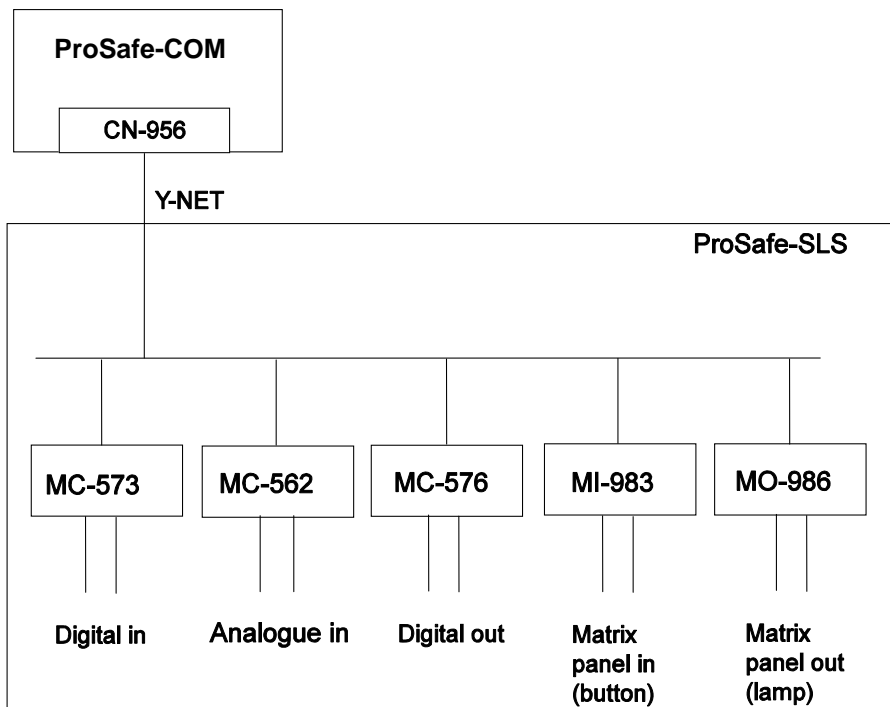 ProSafe-COM
CN-956
Y-NET
ProSafe-SLS
MC-573
MC-562
MC-576
MI-983
MO-986
Digital in
Analogue in
Digital out
Matrix
panel in
(button)
Matrix
panel out
(lamp)